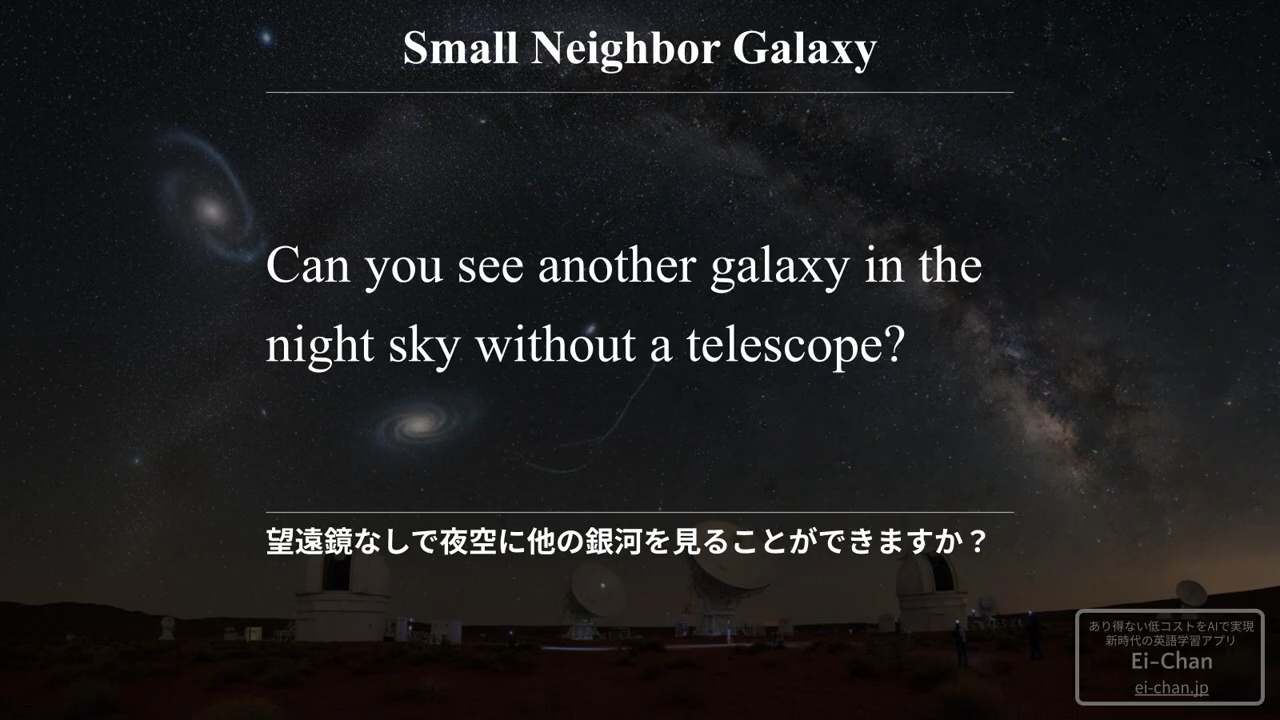 Small Neighbor Galaxy
Can you see another galaxy in the
night sky without a telescope?
望遠鏡なしで夜空に他の銀河を見ることができますか？
あり得ない低コストをAIで実現
新時代の英語学習アプリ
Ei-Chan
ei-chan.jp